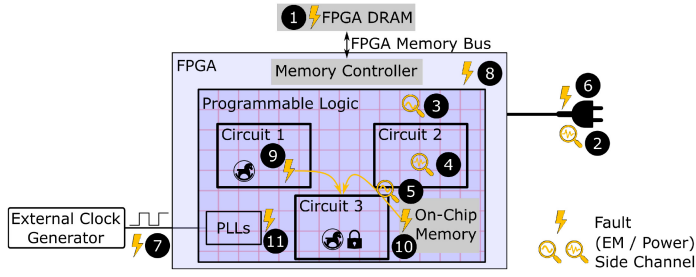 1 FPGA DRAM
FPGA Memory Bus
FPGA
Memory Controller
8
6
Programmable Logic
3
2
Circuit 1
Circuit 2
9
4
5
Circuit 3
On-Chip
Memory
External Clock
Generator
7
PLLs
11
10
Fault
(EM / Power)
Side Channel